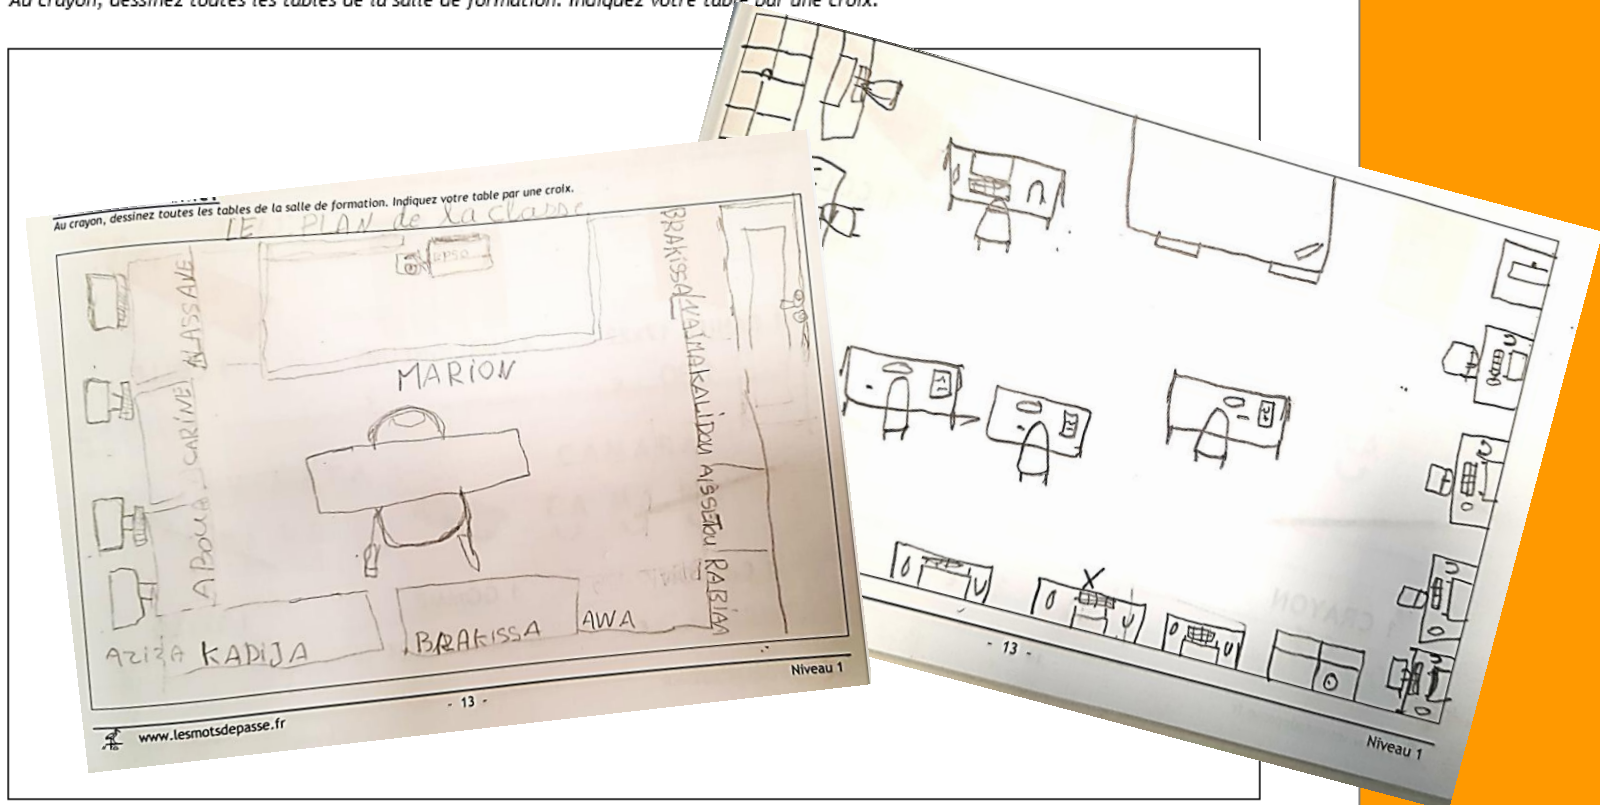 Au crayon, dessinez toutes les tables de la salle de formation. Indiquez votre table par une croix.
Au crayon, dessinez toutes les tables de la salle de formation. Indiquez votre table par une croix.
LE PLAN de la classe
EPSO
ALASSANE
CARINE
ABOUA
MARION
BRAKISSA
KALIDOU
AISSETOU
RABIAA
AZIZA
KADIJA
BRAKISSA
AWA
Niveau 1
- 13 -
www.lesmotsdepasse.fr
X
- 13 -
Niveau 1